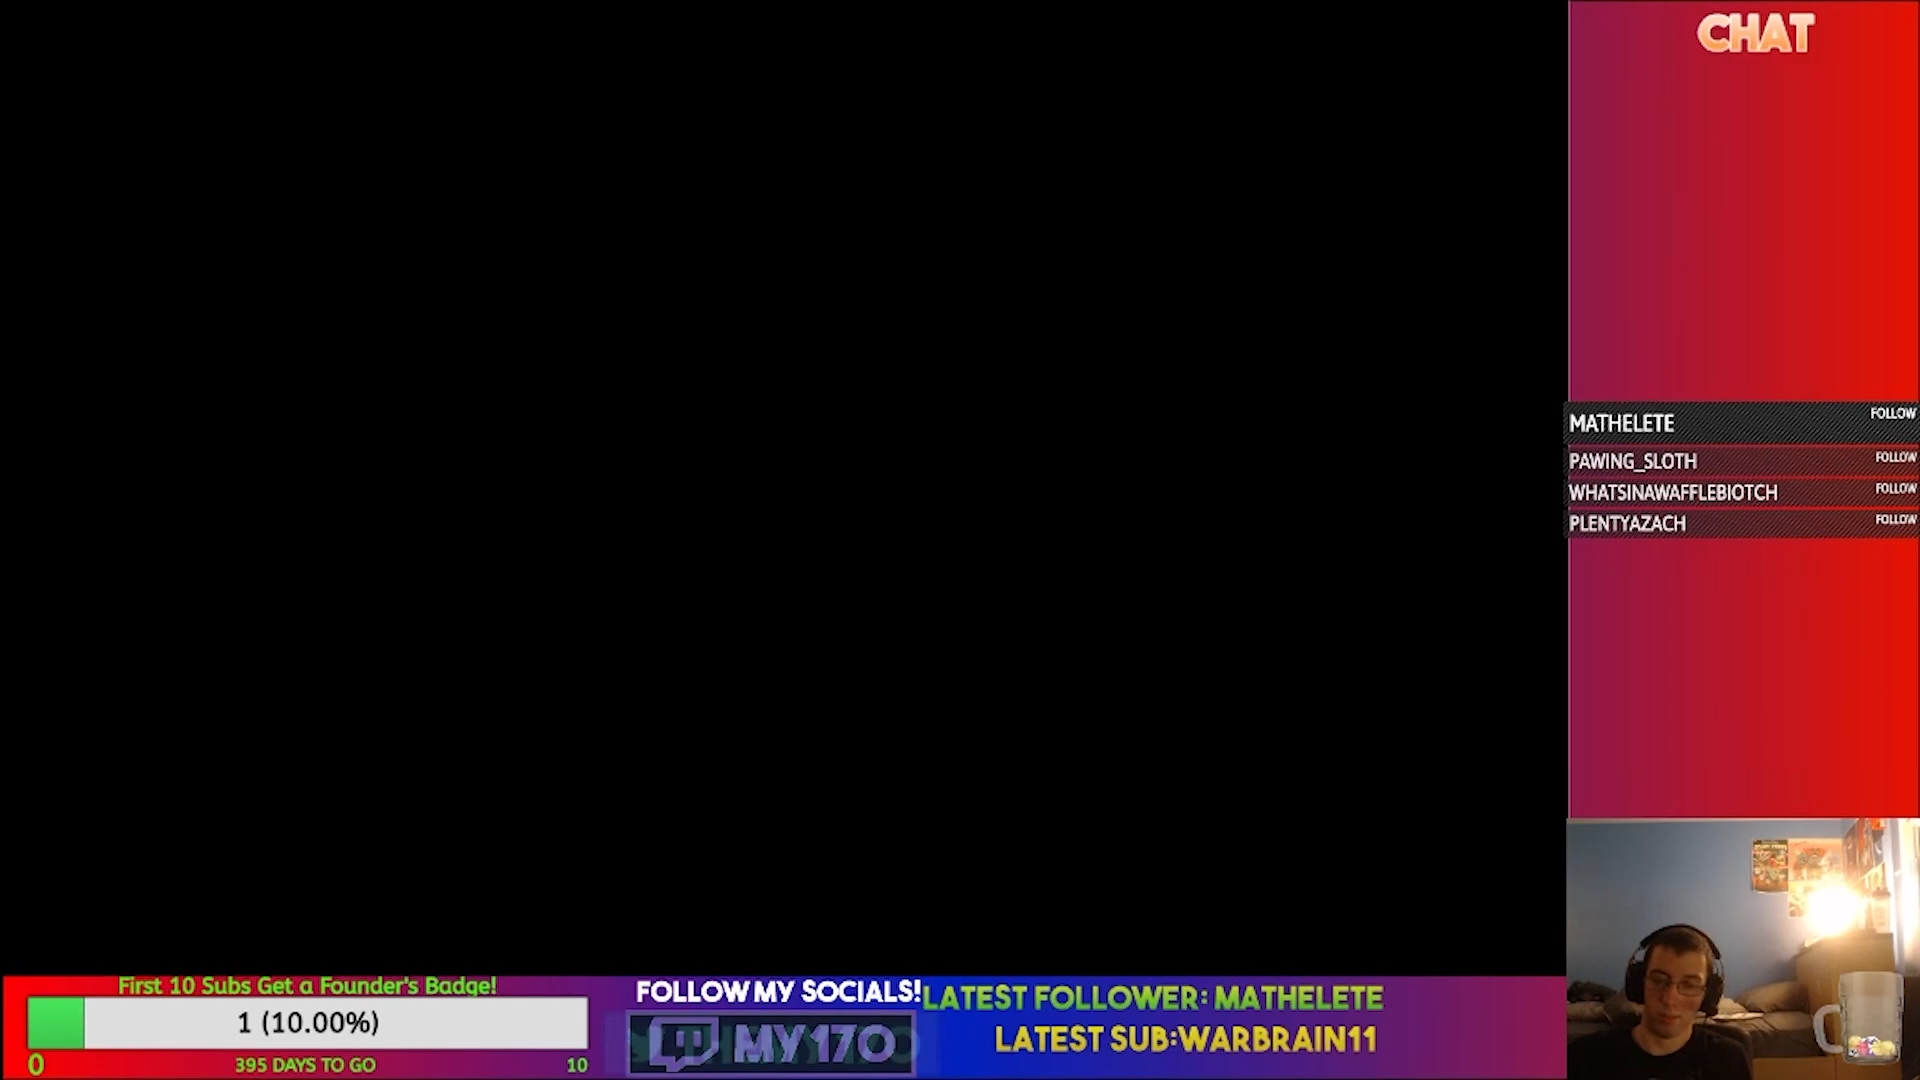 CHAT
MATHELETE FOLLOW
PAWING_SLOTH FOLLOW
WHATSINAWAFFLEBIOTCH FOLLOW
PLENTYAZACH FOLLOW
First 10 Subs Get a Founder's Badge!
1 (10.00%)
0 395 DAYS TO GO 10
FOLLOW MY SOCIALS!
MY170
LATEST FOLLOWER: MATHELETE
LATEST SUB:WARBRAIN11